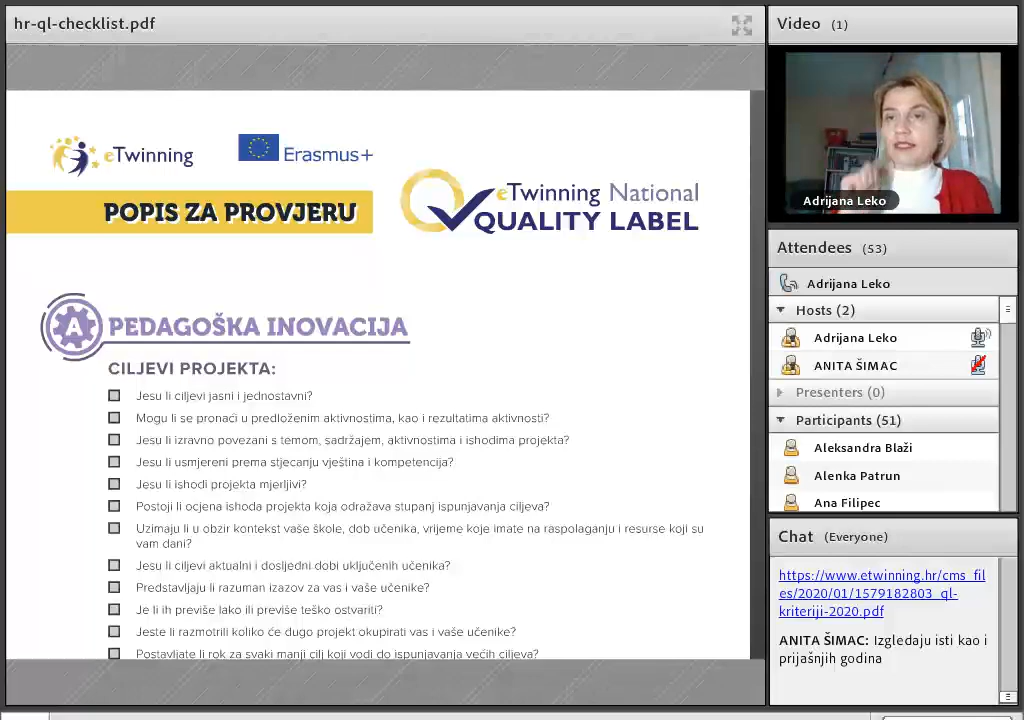 hr-ql-checklist.pdf
eTwinning
Erasmus+
POPIS ZA PROVJERU
eTwinning National
QUALITY LABEL
A PEDAGOŠKA INOVACIJA
CILJEVI PROJEKTA:
Jesu li ciljevi jasni i jednostavni?
Mogu li se pronaći u predloženim aktivnostima, kao i rezultatima aktivnosti?
Jesu li izravno povezani s temom, sadržajem, aktivnostima i ishodima projekta?
Jesu li usmjereni prema stjecanju vještina i kompetencija?
Jesu li ishodi projekta mjerljivi?
Postoji li ocjena ishoda projekta koja odražava stupanj ispunjavanja ciljeva?
Uzimaju li u obzir kontekst vaše škole, dob učenika, vrijeme koje imate na raspolaganju i resurse koji su
vam dani?
Jesu li ciljevi aktualni i dosljedni dobi uključenih učenika?
Predstavljaju li razuman izazov za vas i vaše učenike?
Je li ih previše lako ili previše teško ostvariti?
Jeste li razmotrili koliko će dugo projekt okupirati vas i vaše učenike?
Postavljate li rok za svaki manji cilj koji vodi do ispunjavanja većih ciljeva?
Video (1)
Adrijana Leko
Attendees (53)
Adrijana Leko
Hosts (2)
Adrijana Leko
ANITA ŠIMAC
Presenters (0)
Participants (51)
Aleksandra Blaži
Alenka Patrun
Ana Filipec
Chat (Everyone)
https://www.etwinning.hr/cms_fil
es/2020/01/1579182803_ql-
kriteriji-2020.pdf
ANITA ŠIMAC: Izgledaju isti kao i
prijašnjih godina